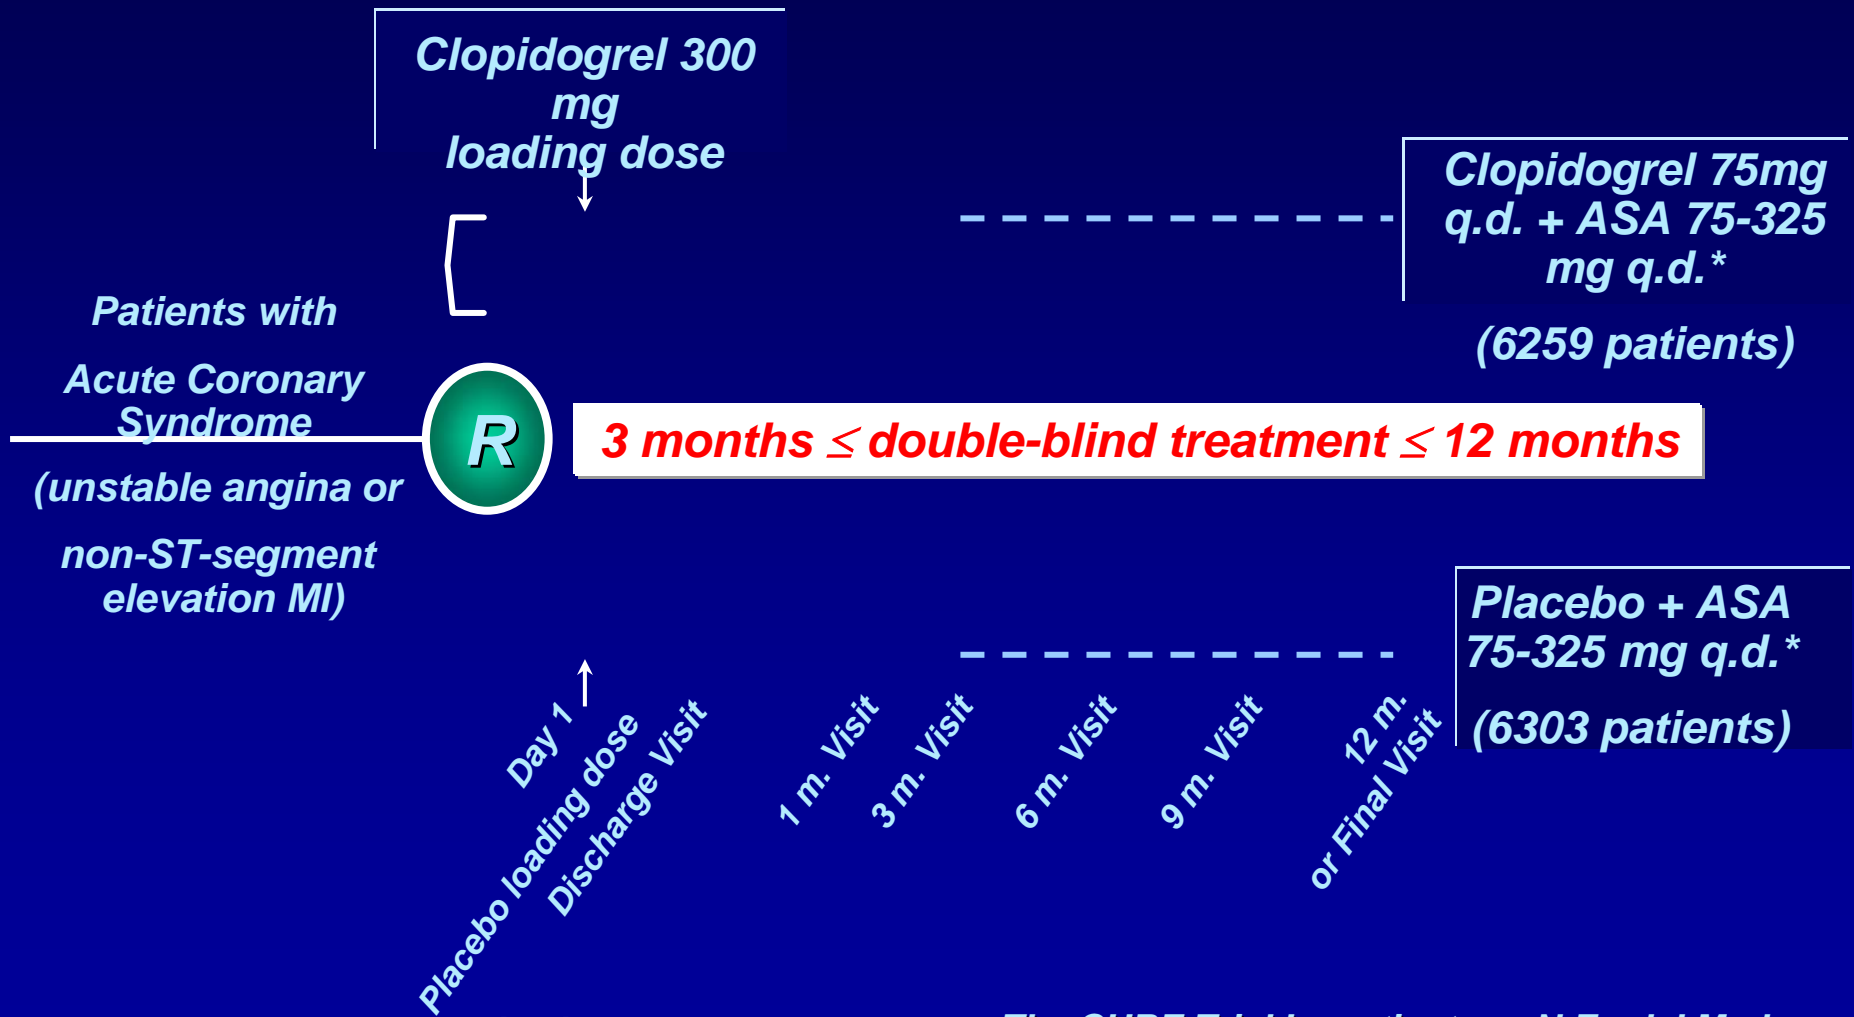 Clopidogrel 300
mg
loading dose
Clopidogrel 75mg
q.d. + ASA 75-325
mg q.d.*
(6259 patients)
Patients with
Acute Coronary
Syndrome
(unstable angina or
non-ST-segment
elevation MI)
R
3 months ≤ double-blind treatment ≤ 12 months
Placebo + ASA
75-325 mg q.d.*
(6303 patients)
Day 1
Placebo loading dose
Discharge Visit
1 m. Visit
3 m. Visit
6 m. Visit
9 m. Visit
12 m.
or Final Visit